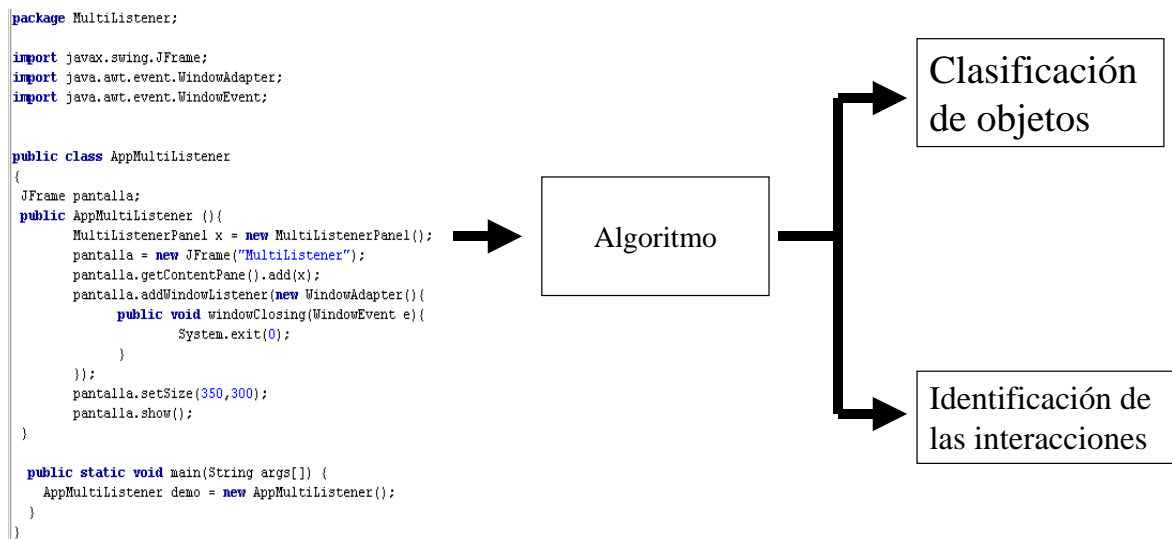 package MultiListener;
import javax.swing.JFrame;
import java.awt.event.WindowAdapter;
import java.awt.event.WindowEvent;
public class AppMultiListener
{
JFrame pantalla;
public AppMultiListener (){
MultiListenerPanel x = new MultiListenerPanel();
pantalla = new JFrame("MultiListener");
pantalla.getContentPane().add(x);
pantalla.addWindowListener(new WindowAdapter(){
public void windowClosing(WindowEvent e){
System.exit(0);
}
});
pantalla.setSize(350,300);
pantalla.show();
}
public static void main(String args[]) {
AppMultiListener demo = new AppMultiListener();
}
}
Algoritmo
Clasificación
de objetos
Identificación de
las interacciones